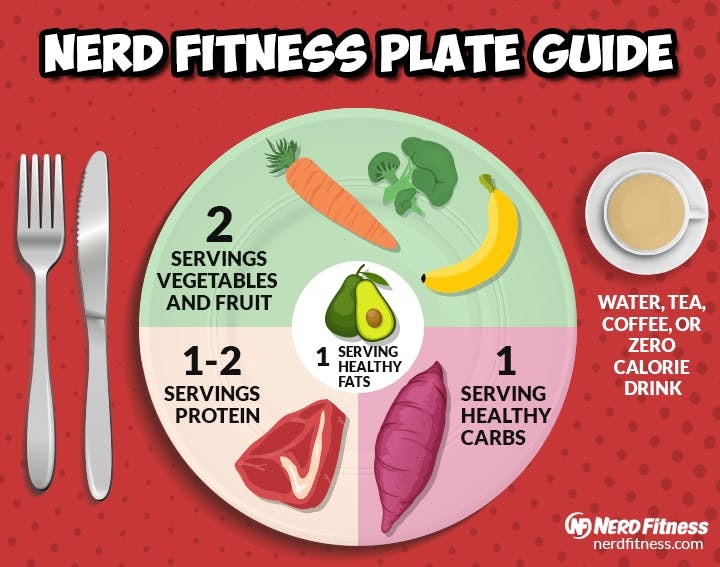 NERD FITNESS PLATE GUIDE
2
SERVINGS
VEGETABLES
AND FRUIT
1
SERVING
HEALTHY
FATS
1-2
SERVINGS
PROTEIN
1
SERVING
HEALTHY
CARBS
WATER, TEA,
COFFEE, OR
ZERO
CALORIE
DRINK
NF NERD FITNESS
nerdfitness.com